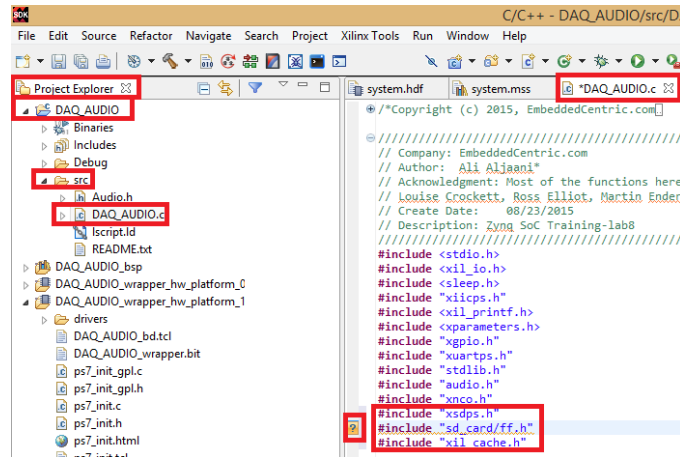 SDK
C/C++ - DAQ_AUDIO/src/D
File Edit Source Refactor Navigate Search Project Xilinx Tools Run Window Help
Project Explorer
DAQ_AUDIO
Binaries
Includes
Debug
src
Audio.h
DAQ_AUDIO.c
lscript.ld
README.txt
DAQ_AUDIO_bsp
DAQ_AUDIO_wrapper_hw_platform_0
DAQ_AUDIO_wrapper_hw_platform_1
drivers
DAQ_AUDIO_bd.tcl
DAQ_AUDIO_wrapper.bit
ps7_init_gpl.c
ps7_init_gpl.h
ps7_init.c
ps7_init.h
ps7_init.html
ps7_init.tcl
system.hdf system.mss *DAQ_AUDIO.c
/*Copyright (c) 2015, EmbeddedCentric.com
////////////////////////////////////////////
// Company: EmbeddedCentric.com
// Author: Ali Aljaani*
// Acknowledgment: Most of the functions here
// Louise Crockett, Ross Elliot, Martin Ender
// Create Date: 08/23/2015
// Description: Zynq SoC Training-lab8
////////////////////////////////////////////
#include <stdio.h>
#include <xil_io.h>
#include <sleep.h>
#include "xiicps.h"
#include <xil_printf.h>
#include <xparameters.h>
#include "xgpio.h"
#include "xuartps.h"
#include "stdlib.h"
#include "audio.h"
#include "xnco.h"
#include "xsdps.h"
#include "sd_card/ff.h"
#include "xil_cache.h"